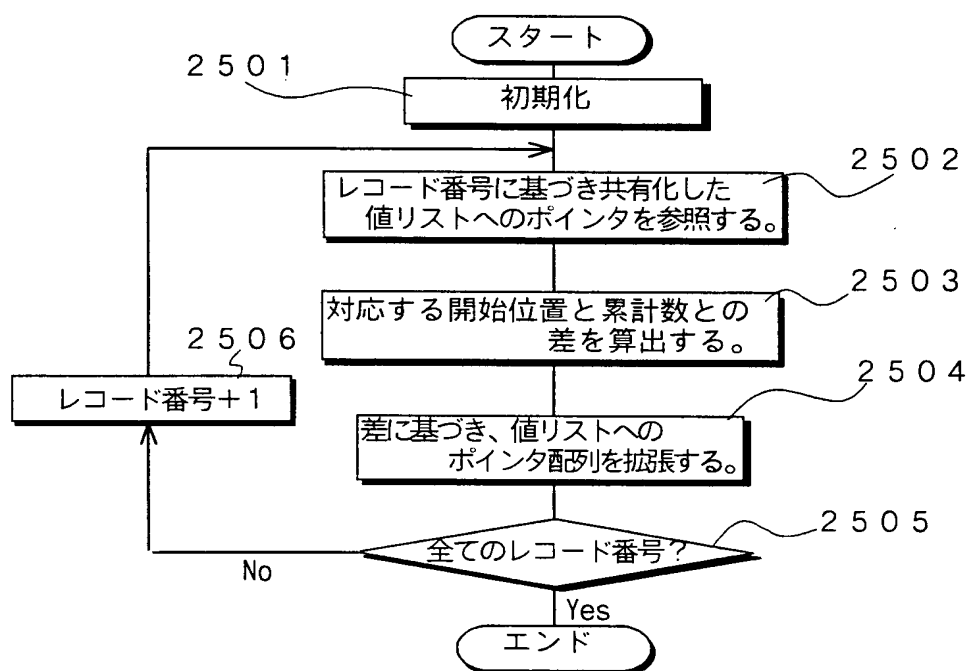 スタート
２５０１
初期化
２５０２
レコード番号に基づき共有化した
値リストへのポインタを参照する。
２５０３
対応する開始位置と累計数との
差を算出する。
２５０６
レコード番号＋１
２５０４
差に基づき、値リストへの
ポインタ配列を拡張する。
２５０５
全てのレコード番号？
No
Yes
エンド